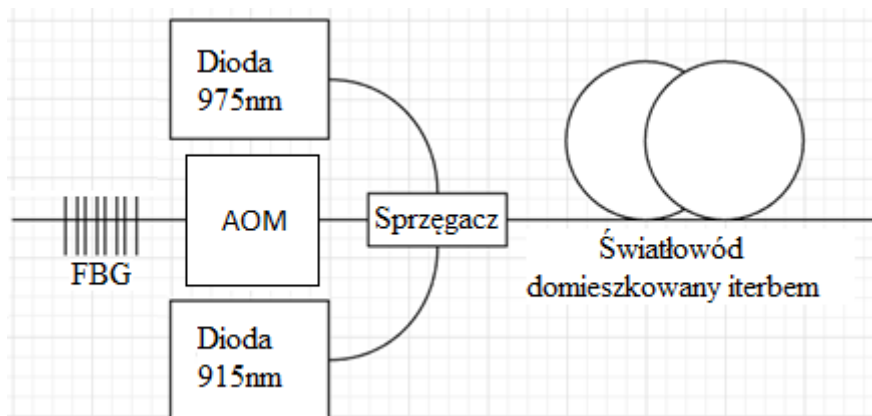 Dioda
975nm
AOM
Sprzęgacz
FBG
Światłowód
domieszkowany iterbem
Dioda
915nm